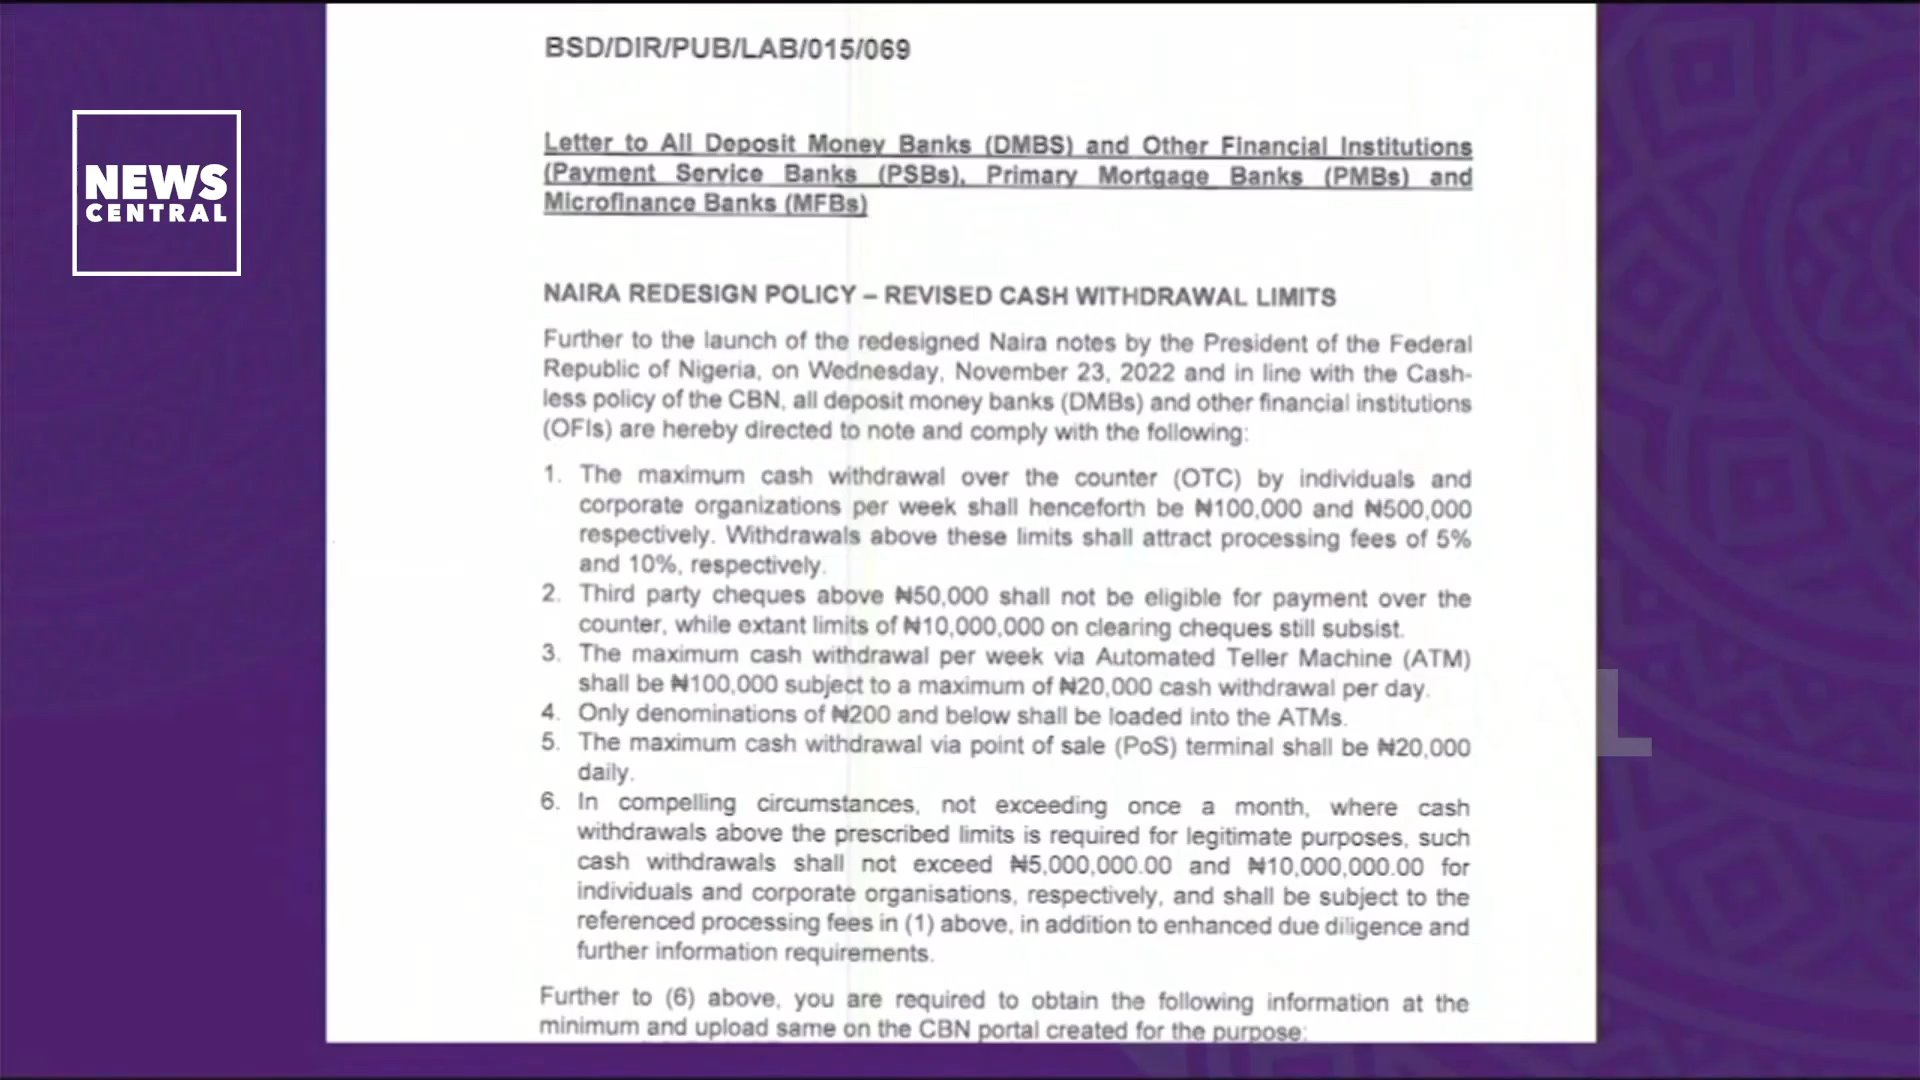 BSD/DIR/PUB/LAB/015/069
NEWS
CENTRAL
Letter to All Deposit Money Banks (DMBS) and Other Financial Institutions
(Payment Service Banks (PSBs), Primary Mortgage Banks (PMBs) and
Microfinance Banks (MFBs)
NAIRA REDESIGN POLICY – REVISED CASH WITHDRAWAL LIMITS
Further to the launch of the redesigned Naira notes by the President of the Federal
Republic of Nigeria, on Wednesday, November 23, 2022 and in line with the Cash-
less policy of the CBN, all deposit money banks (DMBs) and other financial institutions
(OFIs) are hereby directed to note and comply with the following:
1. The maximum cash withdrawal over the counter (OTC) by individuals and
corporate organizations per week shall henceforth be ₦100,000 and ₦500,000
respectively. Withdrawals above these limits shall attract processing fees of 5%
and 10%, respectively.
2. Third party cheques above ₦50,000 shall not be eligible for payment over the
counter, while extant limits of ₦10,000,000 on clearing cheques still subsist.
3. The maximum cash withdrawal per week via Automated Teller Machine (ATM)
shall be ₦100,000 subject to a maximum of ₦20,000 cash withdrawal per day.
4. Only denominations of ₦200 and below shall be loaded into the ATMs.
5. The maximum cash withdrawal via point of sale (PoS) terminal shall be ₦20,000
daily.
6. In compelling circumstances, not exceeding once a month, where cash
withdrawals above the prescribed limits is required for legitimate purposes, such
cash withdrawals shall not exceed ₦5,000,000.00 and ₦10,000,000.00 for
individuals and corporate organisations, respectively, and shall be subject to the
referenced processing fees in (1) above, in addition to enhanced due diligence and
further information requirements.
Further to (6) above, you are required to obtain the following information at the
minimum and upload same on the CBN portal created for the purpose: